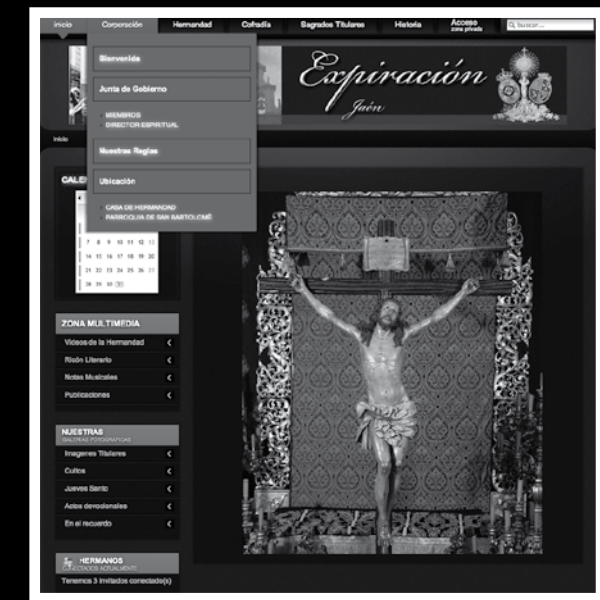 Inicio
Corporación
Hermandad
Cofradía
Sagrados Titulares
Historia
Acceso
zona privada
buscar...
Bienvenida
Junta de Gobierno
MIEMBROS
DIRECTOR ESPIRITUAL
Nuestras Reglas
Ubicación
CASA DE HERMANDAD
PARROQUIA DE SAN BARTOLOMÉ
Expiración
Jaén
Inicio
7 8 9 10 11 12 13
14 15 16 17 18 19 20
21 22 23 24 25 26 27
28 29 30 31
ZONA MULTIMEDIA
Videos de la Hermandad
Risón Literario
Notas Musicales
Publicaciones
NUESTRAS
GALERÍAS FOTOGRÁFICAS
Imagenes Titulares
Cultos
Jueves Santo
Actos devocionales
En el recuerdo
HERMANOS
CONECTADOS ACTUALMENTE
Tenemos 3 invitados conectado(s)